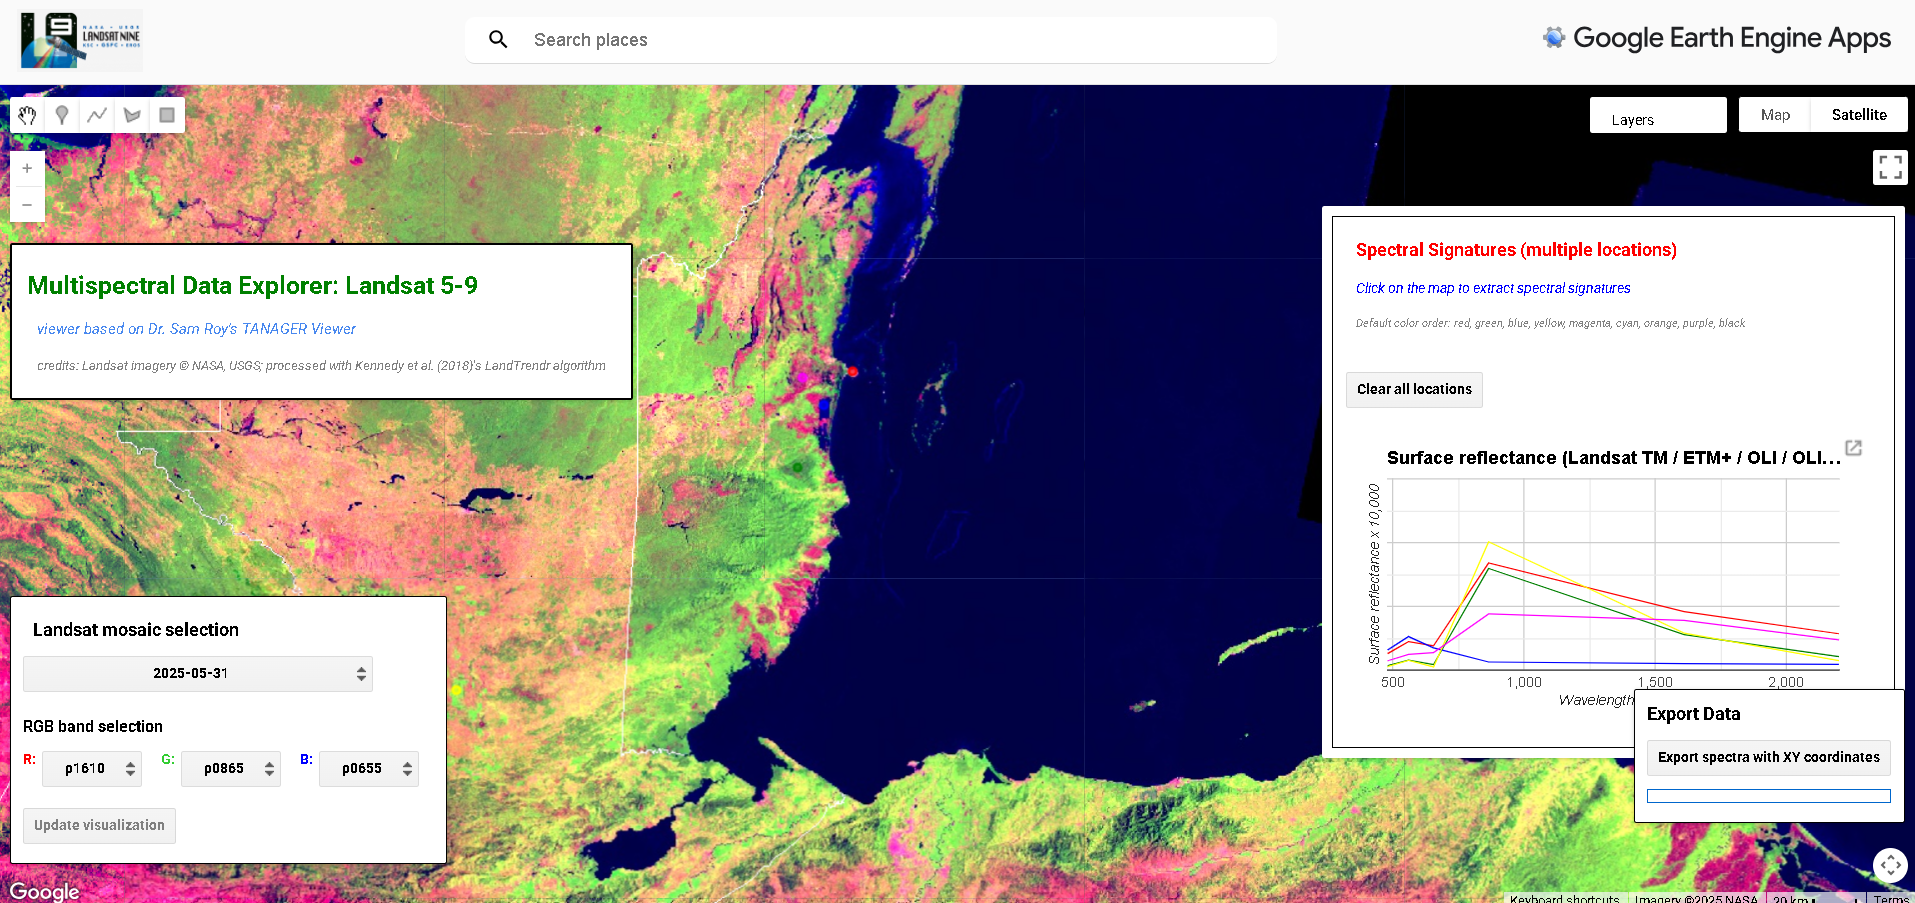 9
NASA - USGS
LANDSAT NINE
KSC • GSFC • EROS
Search places
Google Earth Engine Apps
Layers
Map
Satellite
+
−
Multispectral Data Explorer: Landsat 5-9
viewer based on Dr. Sam Roy's TANAGER Viewer
credits: Landsat imagery © NASA, USGS; processed with Kennedy et al. (2018)'s LandTrendr algorithm
Spectral Signatures (multiple locations)
Click on the map to extract spectral signatures
Default color order: red, green, blue, yellow, magenta, cyan, orange, purple, black
Clear all locations
Surface reflectance (Landsat TM / ETM+ / OLI / OLI...
Surface reflectance x 10,000
500
1,000
1,500
2,000
Wavelength
Landsat mosaic selection
2025-05-31
RGB band selection
R:
p1610
G:
p0865
B:
p0655
Update visualization
Export Data
Export spectra with XY coordinates
Google
Keyboard shortcuts
Imagery ©2025 NASA
20 km
Terms